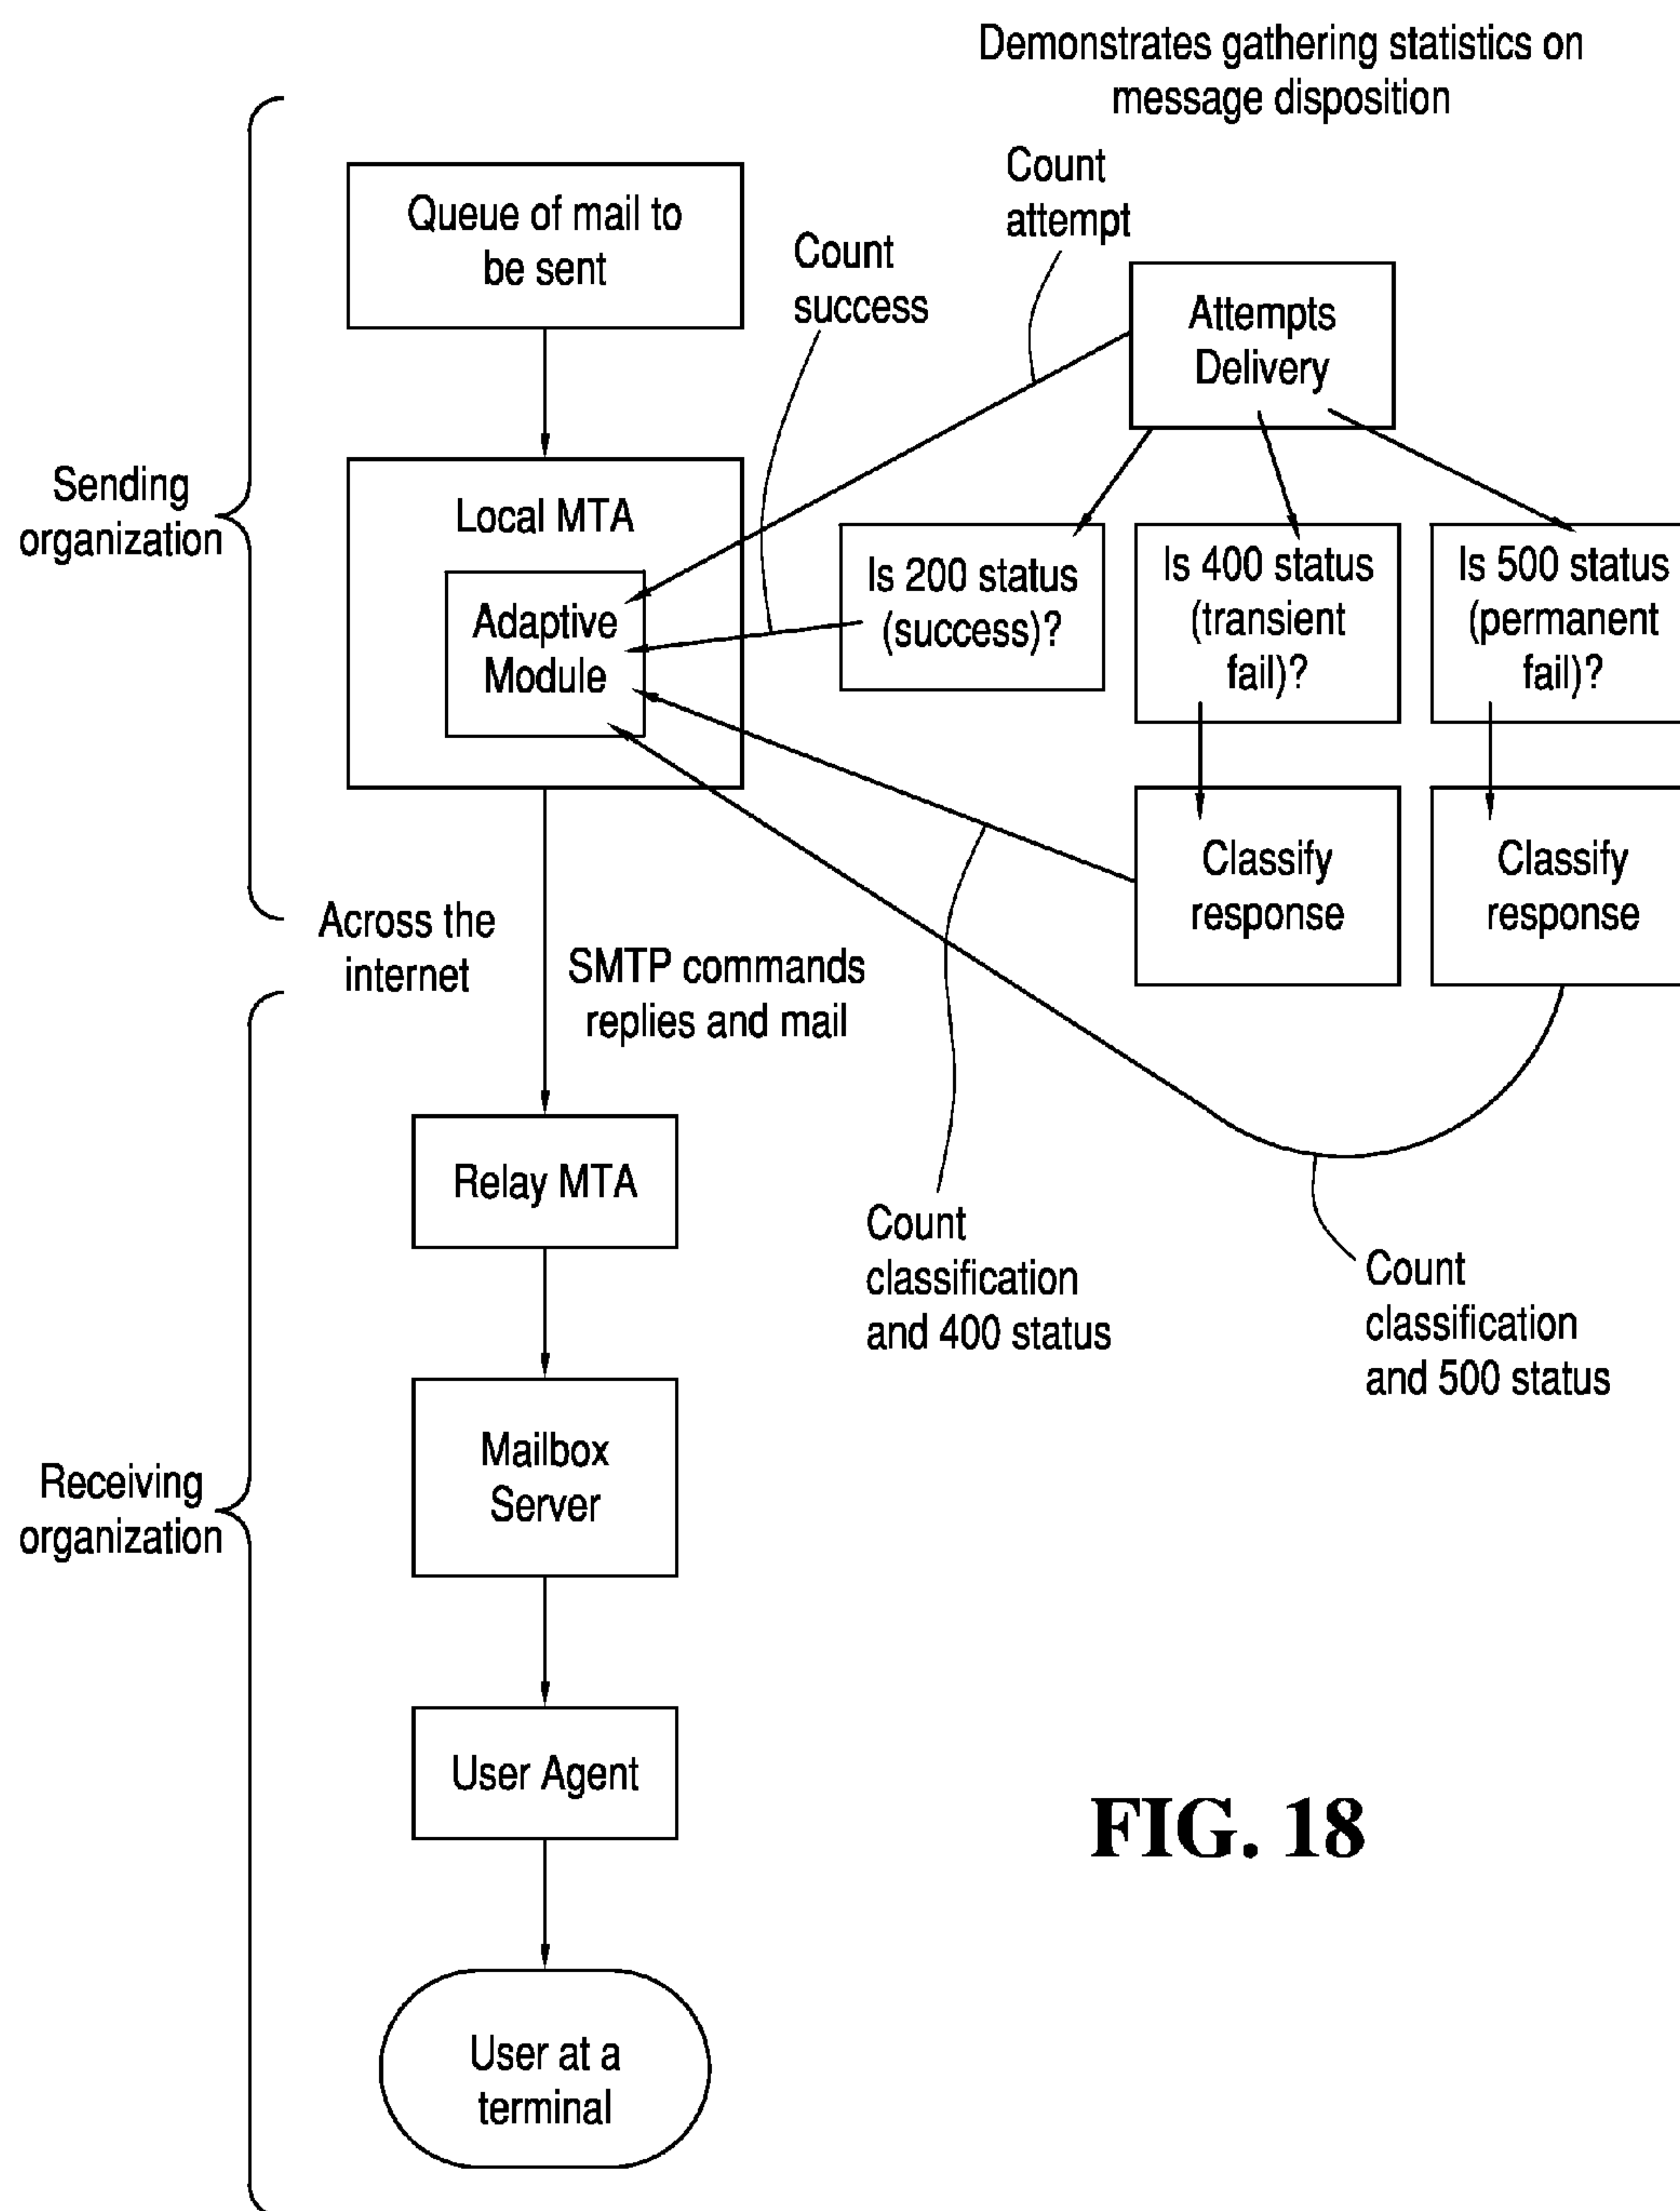 Demonstrates gathering statistics on
message disposition
Count
attempt
Queue of mail to
be sent
Count
success
Attempts
Delivery
Sending
organization
Local MTA
Adaptive
Module
Is 200 status
(success)?
Is 400 status
(transient
fail)?
Is 500 status
(permanent
fail)?
Classify
response
Classify
response
Across the
internet
SMTP commands
replies and mail
Relay MTA
Count
classification
and 400 status
Count
classification
and 500 status
Mailbox
Server
Receiving
organization
User Agent
FIG. 18
User at a
terminal